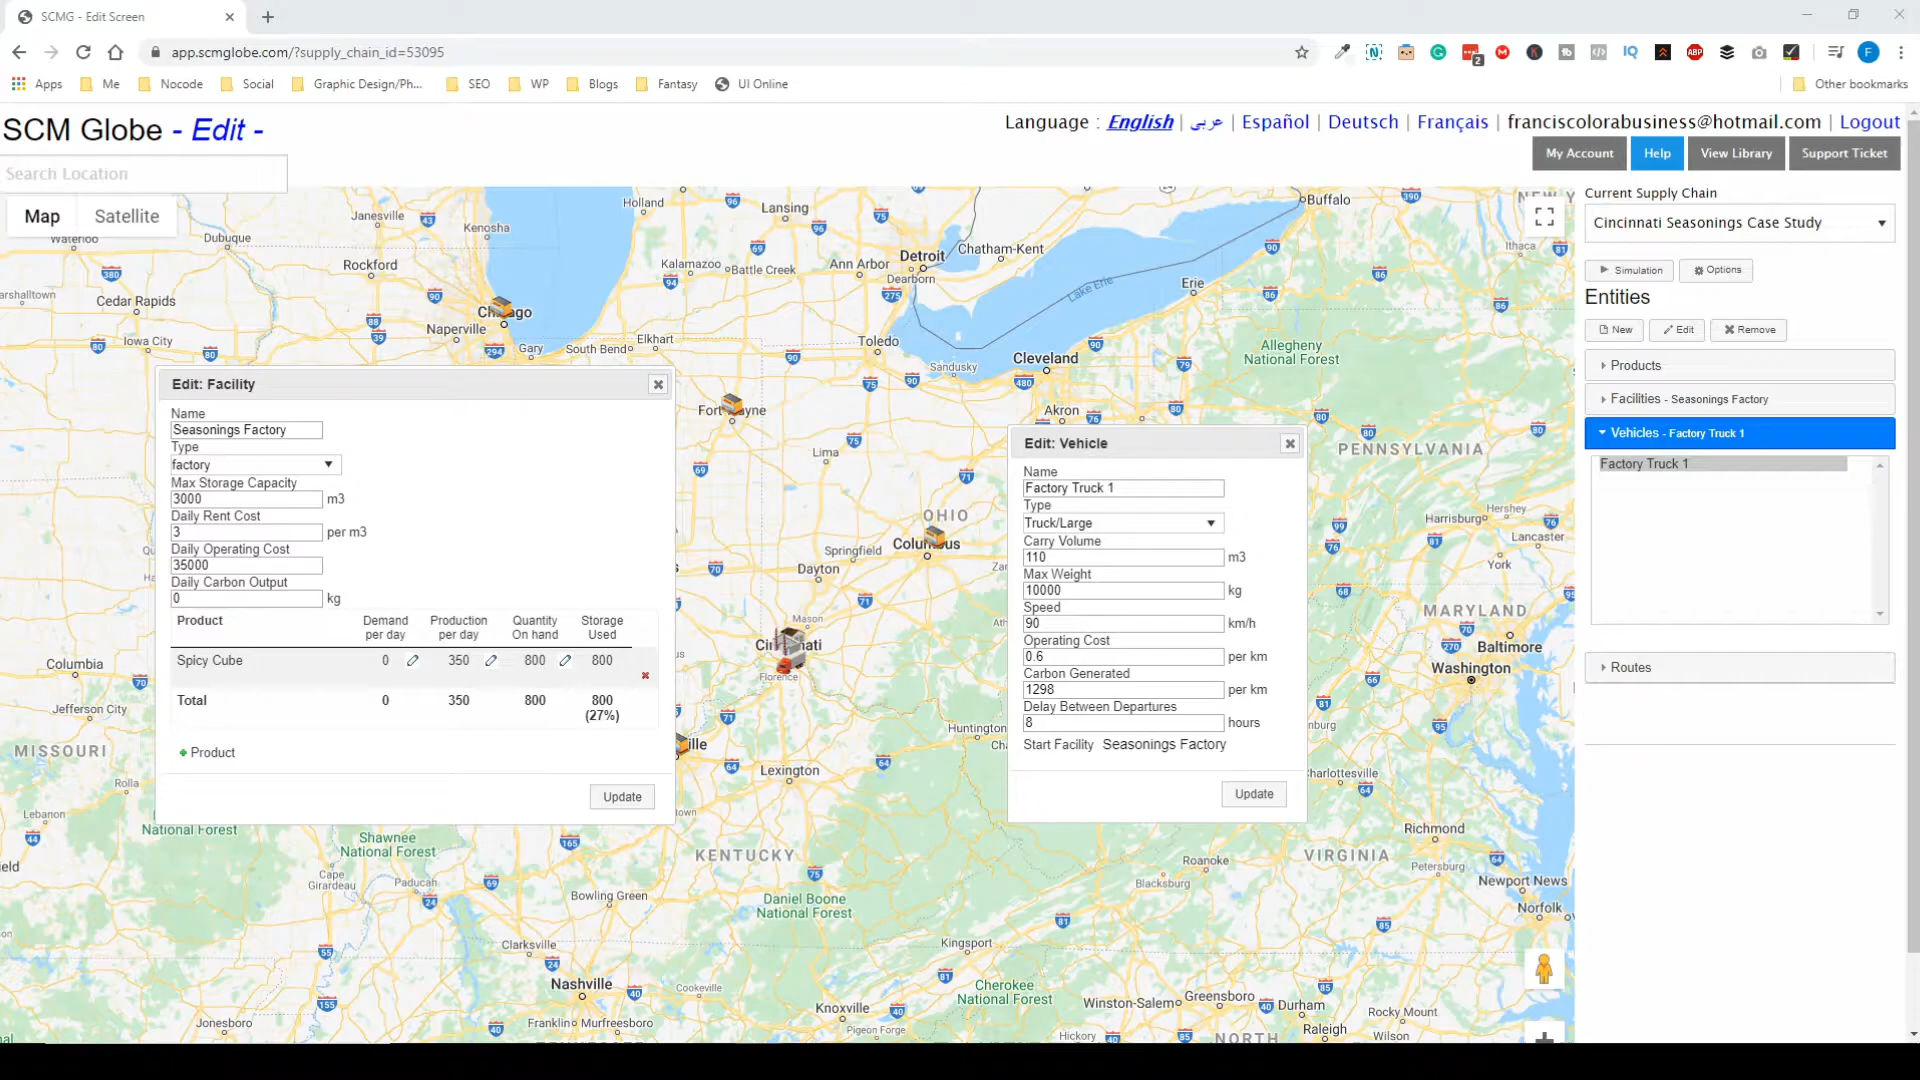 SCMG - Edit Screen
app.scmglobe.com/?supply_chain_id=53095
Apps Me Nocode Social Graphic Design/Ph... SEO WP Blogs Fantasy UI Online Other bookmarks
SCM Globe - Edit -
Language : English | عربى | Español | Deutsch | Français | franciscolorabusiness@hotmail.com | Logout
My Account Help View Library Support Ticket
Search Location
Map Satellite
Current Supply Chain
Cincinnati Seasonings Case Study
Simulation Options
Entities
New Edit Remove
Products
Facilities - Seasonings Factory
Vehicles - Factory Truck 1
Factory Truck 1
Routes
Edit: Facility
Name
Seasonings Factory
Type
factory
Max Storage Capacity
3000 m3
Daily Rent Cost
3 per m3
Daily Operating Cost
35000
Daily Carbon Output
0 kg
Product Demand per day Production per day Quantity On hand Storage Used
Spicy Cube 0 350 800 800
Total 0 350 800 800 (27%)
Product
Update
Edit: Vehicle
Name
Factory Truck 1
Type
Truck/Large
Carry Volume
110 m3
Max Weight
10000 kg
Speed
90 km/h
Operating Cost
0.6 per km
Carbon Generated
1298 per km
Delay Between Departures
8 hours
Start Facility Seasonings Factory
Update
Janesville
Kenosha
Holland
Lansing
Buffalo
Waterloo
Dubuque
Rockford
Kalamazoo
Battle Creek
Ann Arbor
Detroit
Dearborn
Chatham-Kent
Lake Erie
Erie
Ithaca
Cedar Rapids
Iowa City
Chicago
Naperville
Gary
South Bend
Elkhart
Toledo
Sandusky
Cleveland
Akron
Allegheny
National Forest
Fort Wayne
Lima
OHIO
Columbus
Springfield
Dayton
Mason
Cincinnati
Florence
PENNSYLVANIA
Harrisburg
Hershey
Allentown
Lancaster
York
MARYLAND
Baltimore
Washington
Columbia
Jefferson City
MISSOURI
Rolla
Lebanon
Mark Twain
National Forest
Shawnee
National Forest
Cape
Girardeau
Paducah
Jonesboro
Lexington
Huntington
Charlottesville
Richmond
VIRGINIA
Petersburg
Newport News
Norfolk
Roanoke
Blacksburg
KENTUCKY
Bowling Green
Daniel Boone
National Forest
Clarksville
Nashville
Cookeville
Franklin
Murfreesboro
Kingsport
Knoxville
Pigeon Forge
Cherokee
National Forest
Winston-Salem
Greensboro
Durham
Rocky Mount
Hickory
Raleigh
Wilson
NORTH